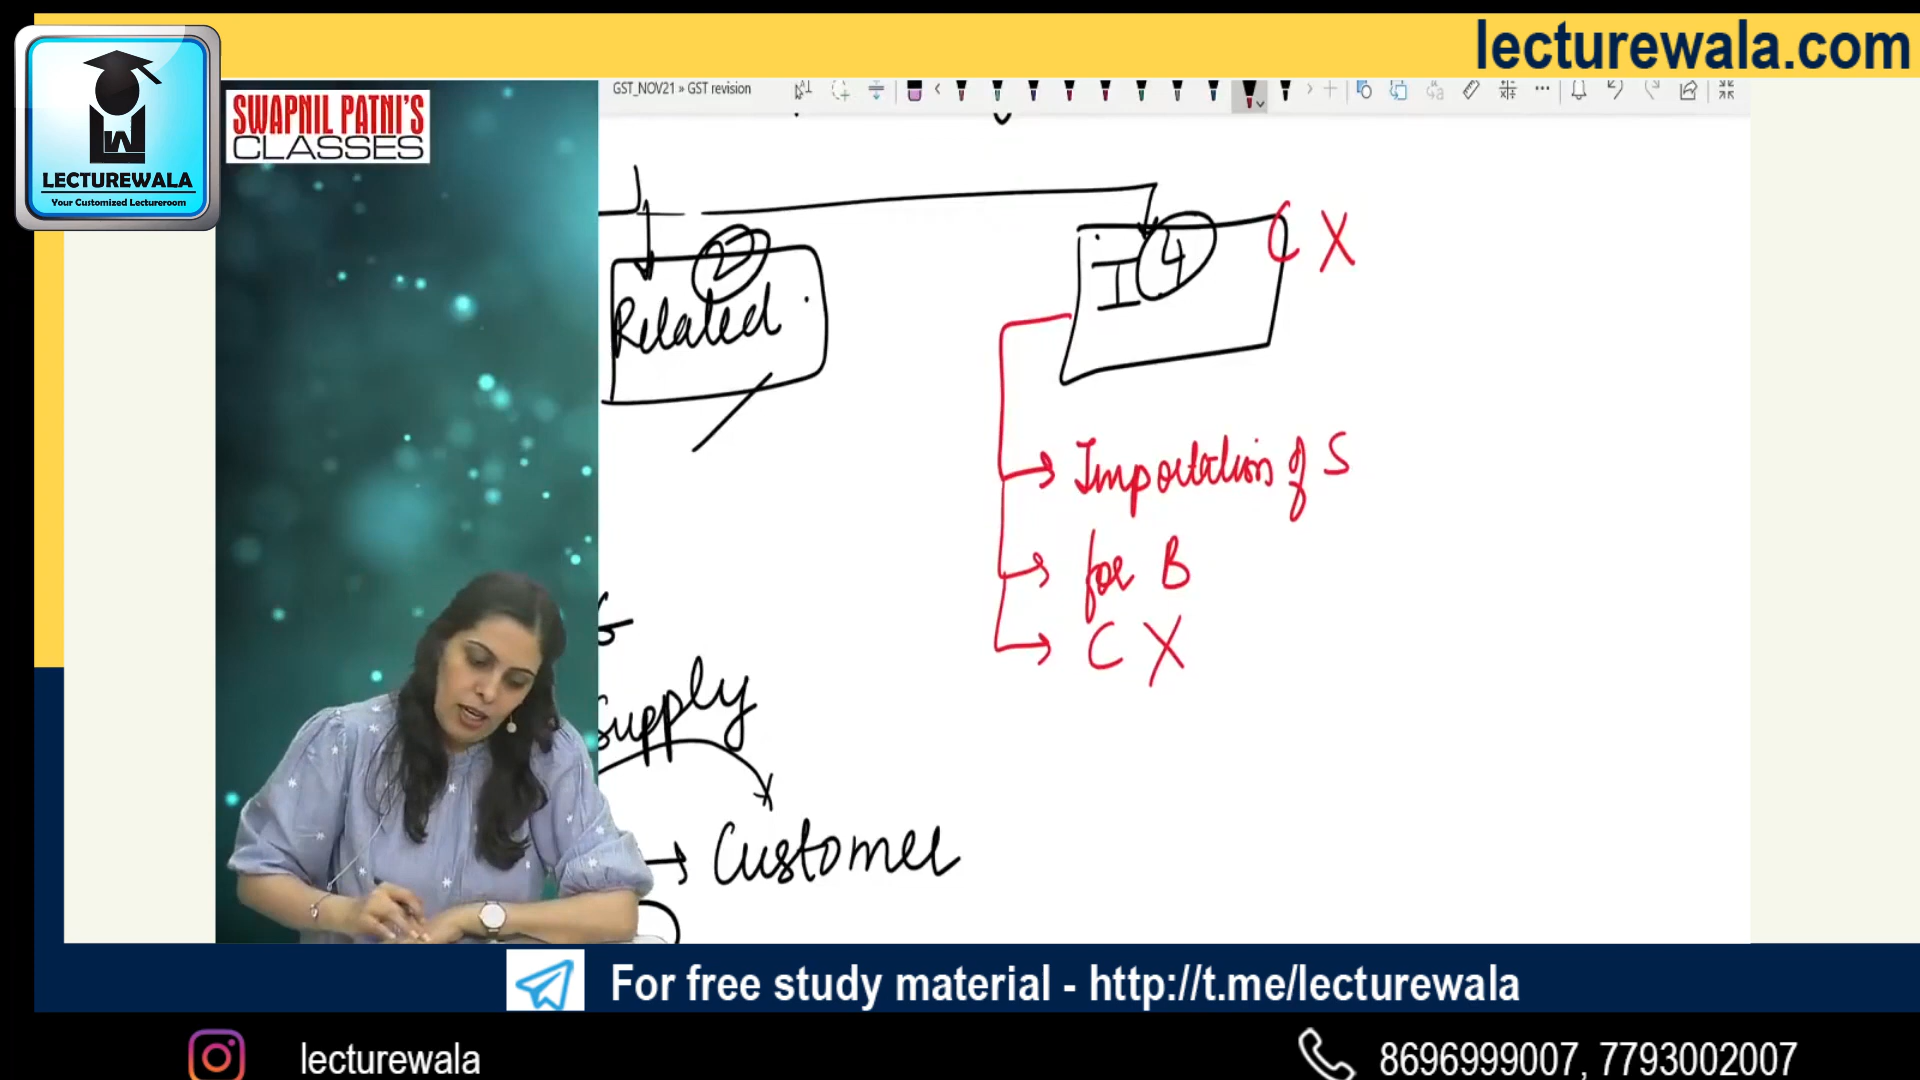 lecturewala.com
GST_NOV21 » GST revision
SWAPNIL PATNI'S
CLASSES
LW
LECTUREWALA
Your Customized Lectureroom
2
Related
I
4
C X
Importation of S
for B
C X
G
Supply
→ Customer
For free study material - http://t.me/lecturewala
lecturewala
8696999007, 7793002007